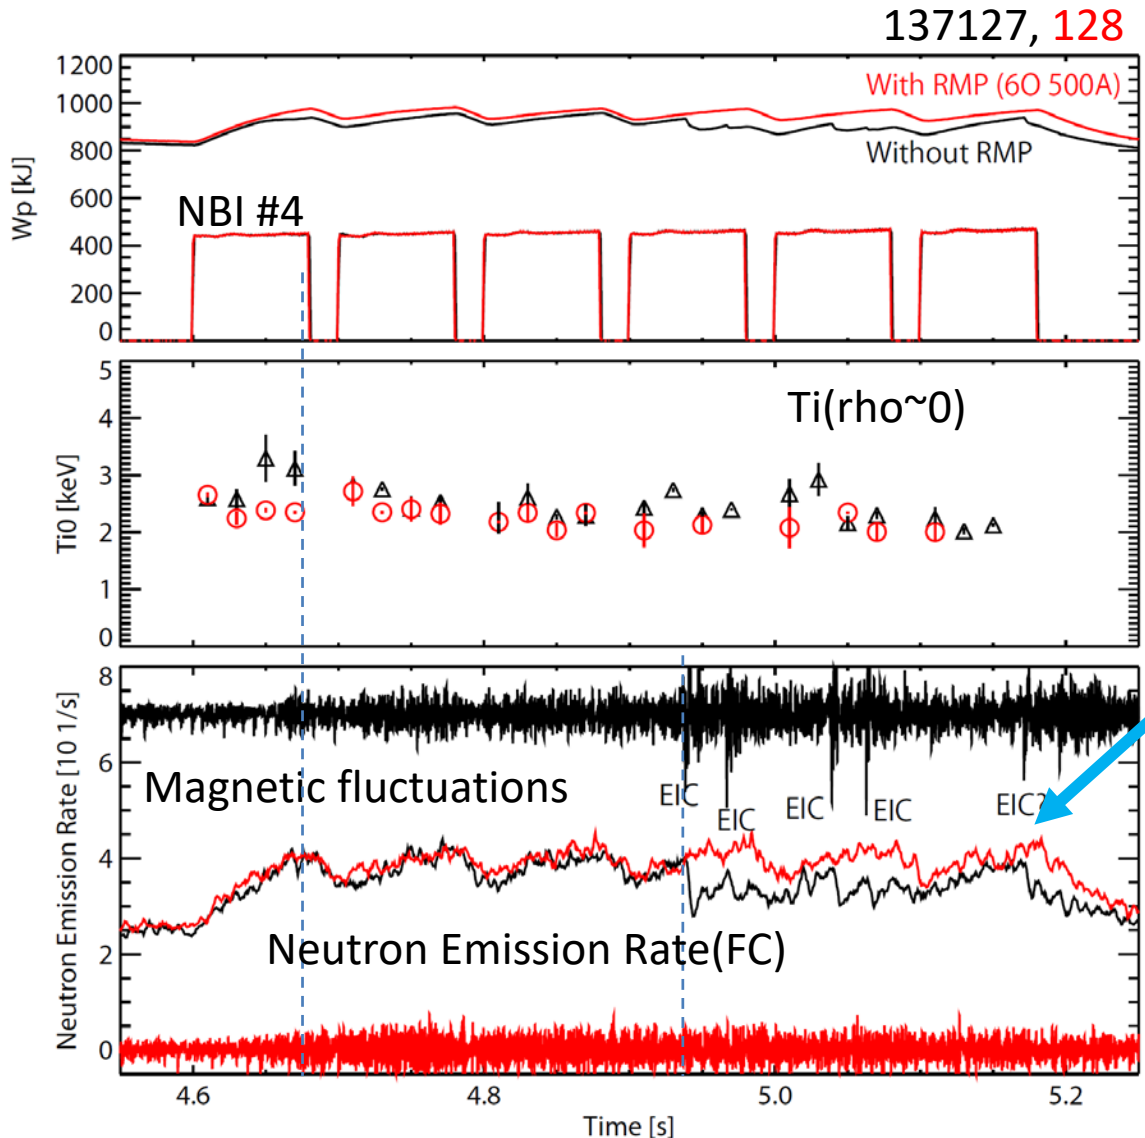 137127, 128
1200
1000
800
600
400
200
0
Wp [kJ]
With RMP (6O 500A)
Without RMP
NBI #4
5
4
3
2
1
0
Ti0 [keV]
Ti(rho~0)
8
6
4
2
0
Neutron Emission Rate [10 1/s]
Magnetic fluctuations
EIC
EIC
EIC
EIC
EIC?
Neutron Emission Rate(FC)
4.6
4.8
5.0
5.2
Time [s]